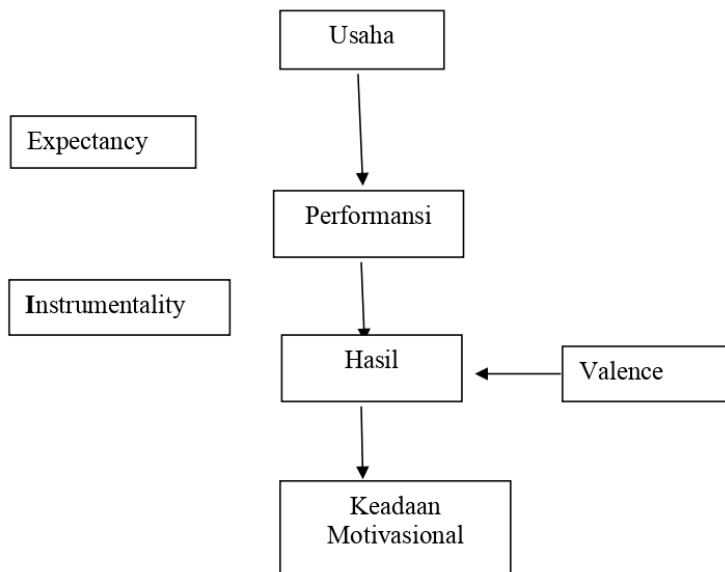 Usaha
Expectancy
Performansi
Instrumentality
Hasil
Valence
Keadaan
Motivasional